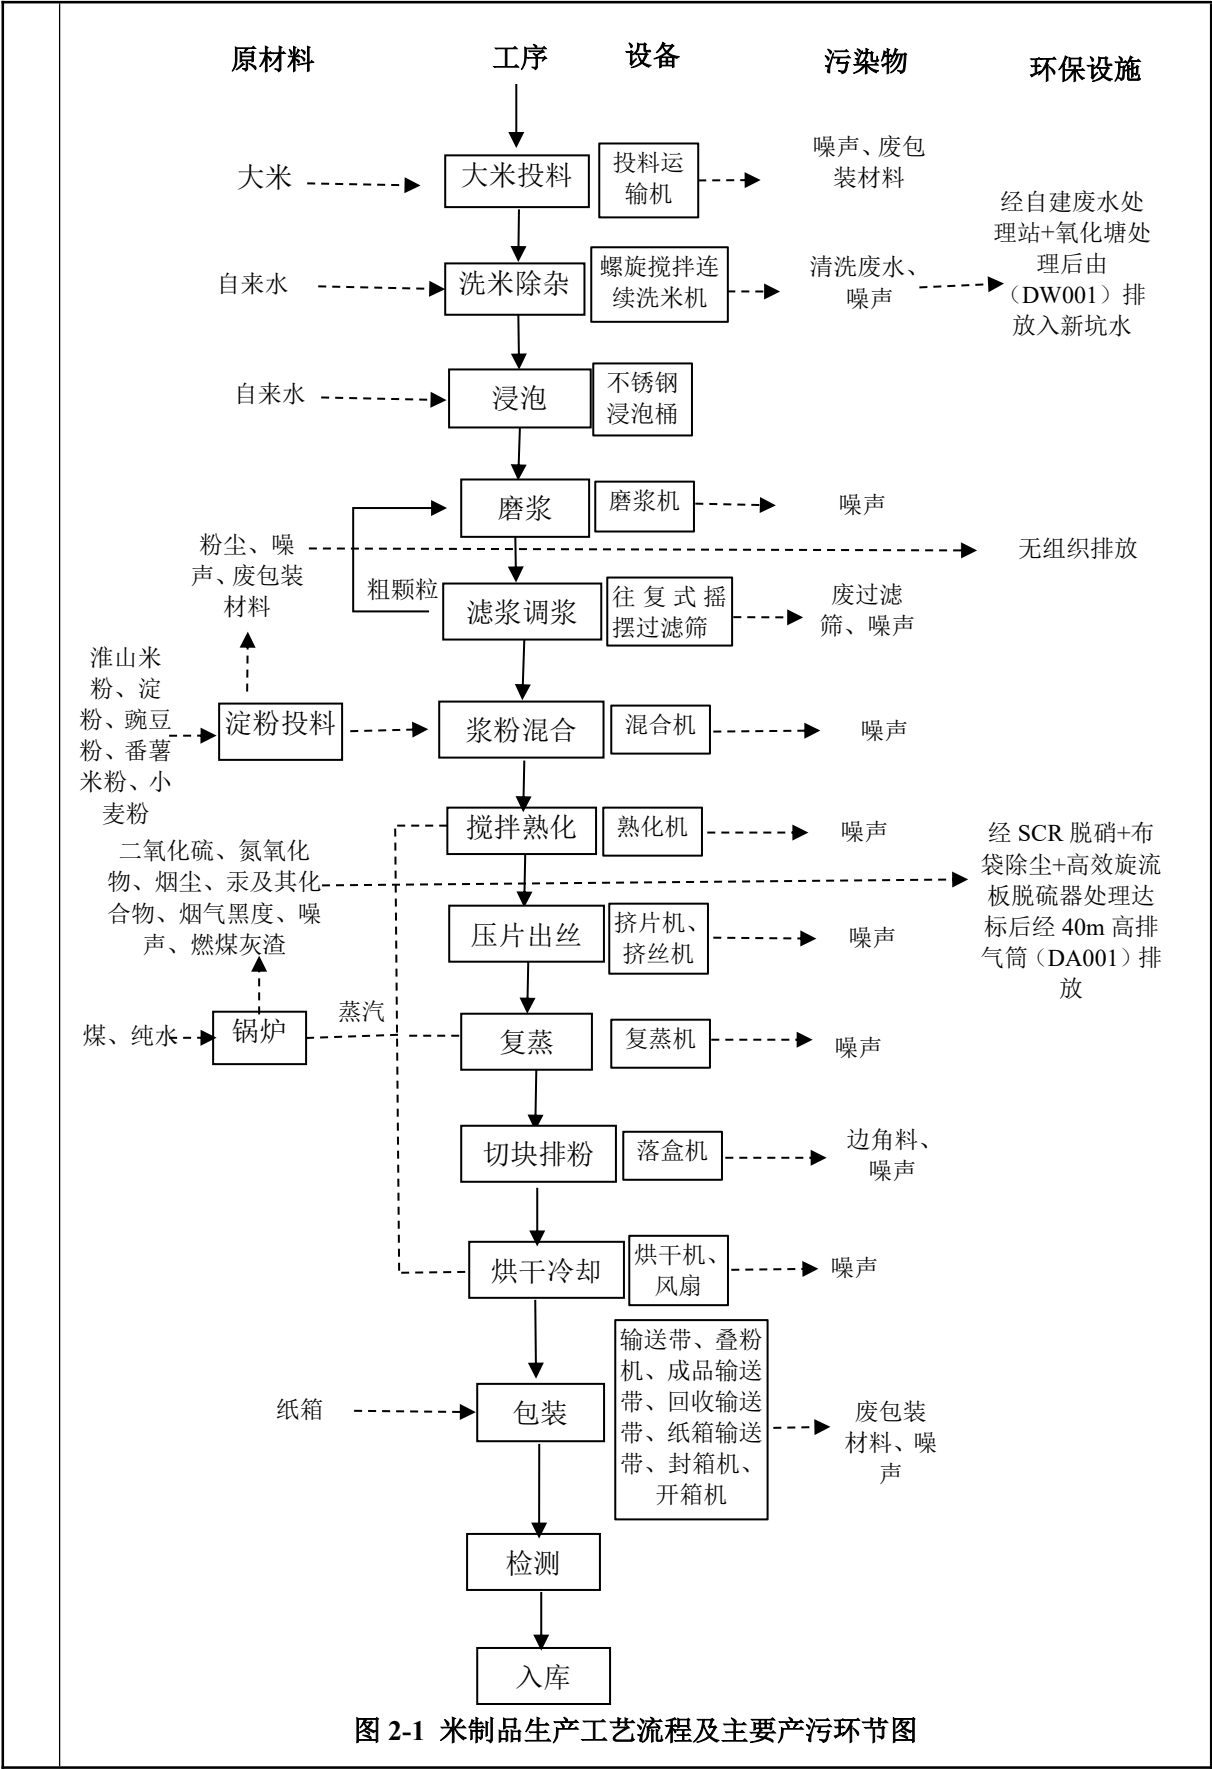 原材料
工序
设备
污染物
环保设施
大米
大米投料
投料运
输机
噪声、废包
装材料
经自建废水处
理站+氧化塘处
理后由
（DW001）排
放入新坑水
自来水
洗米除杂
螺旋搅拌连
续洗米机
清洗废水、
噪声
自来水
浸泡
不锈钢
浸泡桶
磨浆
磨浆机
噪声
粉尘、噪
声、废包装
材料
无组织排放
粗颗粒
滤浆调浆
往复式摇
摆过滤筛
废过滤
筛、噪声
淮山米
粉、淀
粉、豌豆
粉、番薯
米粉、小
麦粉
淀粉投料
浆粉混合
混合机
噪声
搅拌熟化
熟化机
噪声
二氧化硫、氮氧化
物、烟尘、汞及其化
合物、烟气黑度、噪
声、燃煤灰渣
经 SCR 脱硝+布
袋除尘+高效旋流
板脱硫器处理达
标后经 40m 高排
气筒（DA001）排
放
压片出丝
挤片机、
挤丝机
噪声
煤、纯水
锅炉
蒸汽
复蒸
复蒸机
噪声
切块排粉
落盒机
边角料、
噪声
烘干冷却
烘干机、
风扇
噪声
纸箱
包装
输送带、叠粉
机、成品输送
带、回收输送
带、纸箱输送
带、封箱机、
开箱机
废包装
材料、噪
声
检测
入库
图 2-1 米制品生产工艺流程及主要产污环节图